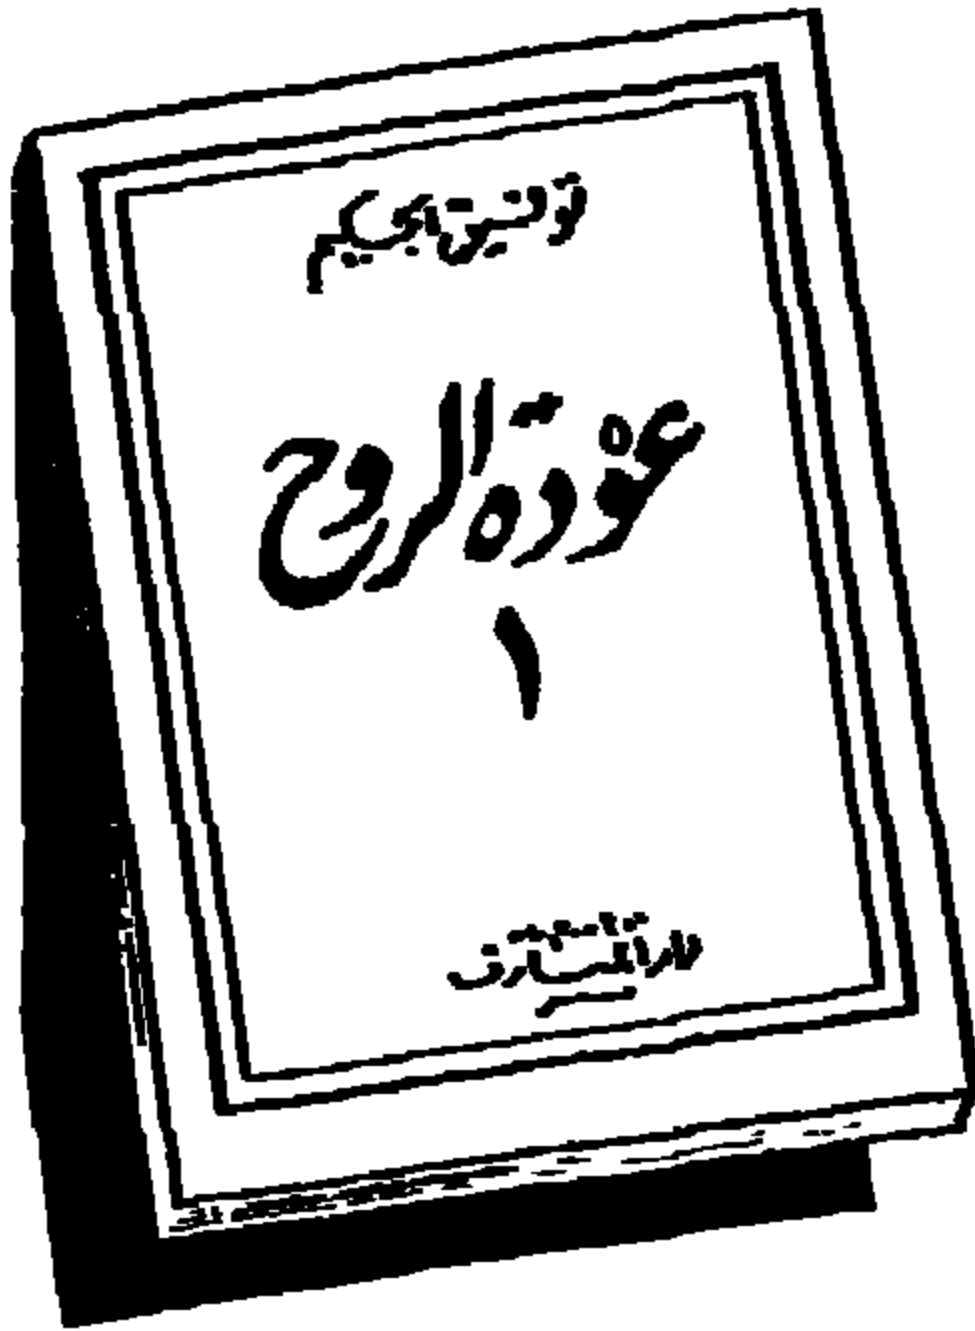 توفيق الحكيم
عودة الروح
١
دار المعارف